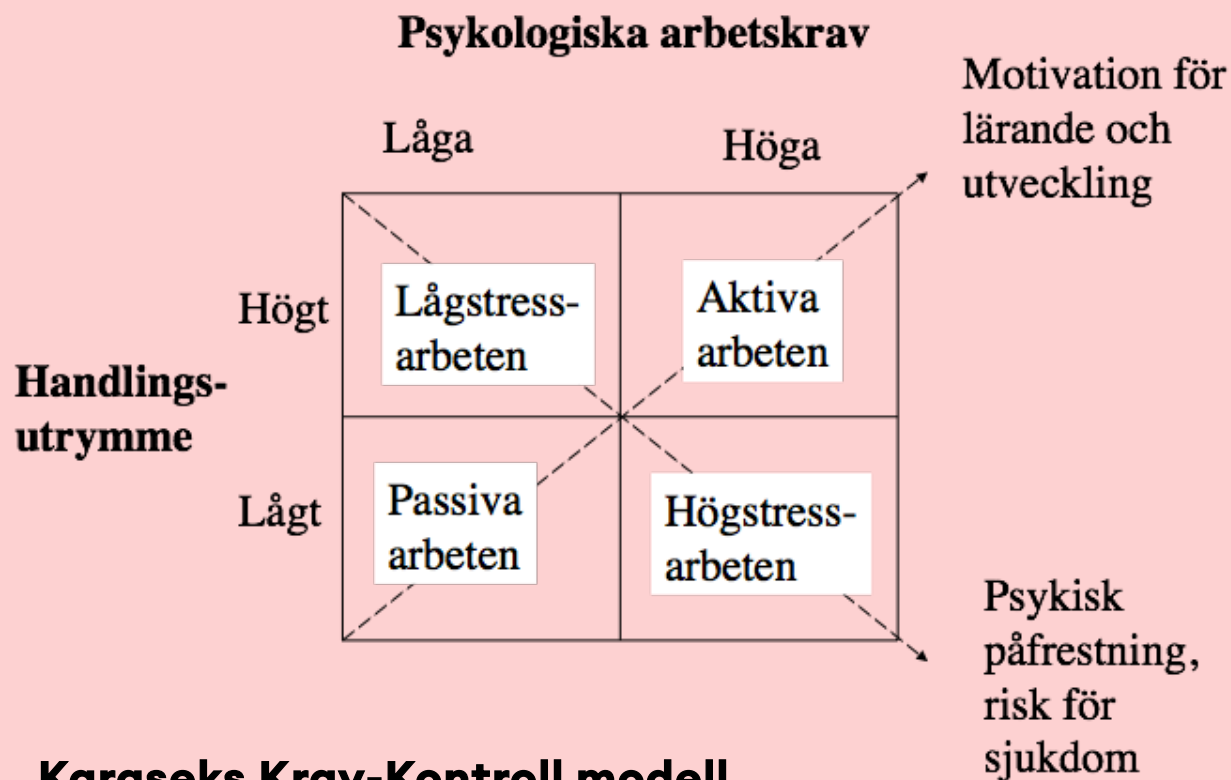 Psykologiska arbetskrav
Motivation för
lärande och
utveckling
Låga
Höga
Högt
Lågstress-
arbeten
Aktiva
arbeten
Handlings-
utrymme
Lågt
Passiva
arbeten
Högstress-
arbeten
Psykisk
påfrestning,
risk för
sjukdom
Karaseks Krav-Kontroll modell